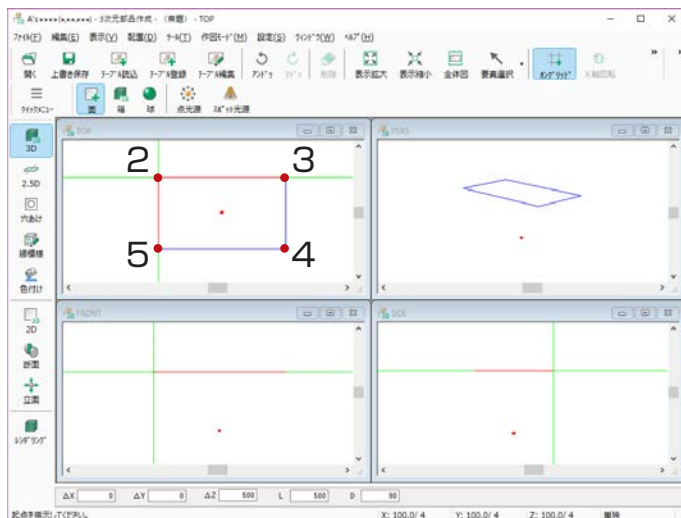 A's•••• (•.••,•••) - 3次元部品作成 - （無題） - TOP
ﾌｧｲﾙ(F) 編集(E) 表示(V) 配置(D) ﾂｰﾙ(T) 作図ﾓｰﾄﾞ(M) 設定(S) ｳｨﾝﾄﾞｳ(W) ﾍﾙﾌﾟ(H)
開く 上書き保存 ﾃｰﾌﾞﾙ読込 ﾃｰﾌﾞﾙ登録 ﾃｰﾌﾞﾙ編集 ｱﾝﾄﾞｩ ﾘﾄﾞｩ 削除 表示拡大 表示縮小 全体図 要素選択 ｵﾝｸﾞﾘｯﾄﾞ X軸回転
ｸｲｯｸﾒﾆｭｰ 面 箱 球 点光源 ｽﾎﾟｯﾄ光源
3D
2.5D
穴あけ
線模様
色付け
2D
断面
立面
ﾚﾝﾀﾞﾘﾝｸﾞ
TOP
2 3
5 4
PERS
FRONT
SIDE
ΔX 0 ΔY 0 ΔZ 500 L 500 D 90
起点を指示してください。 X: 100.0/ 4 Y: 100.0/ 4 Z: 100.0/ 4 単独